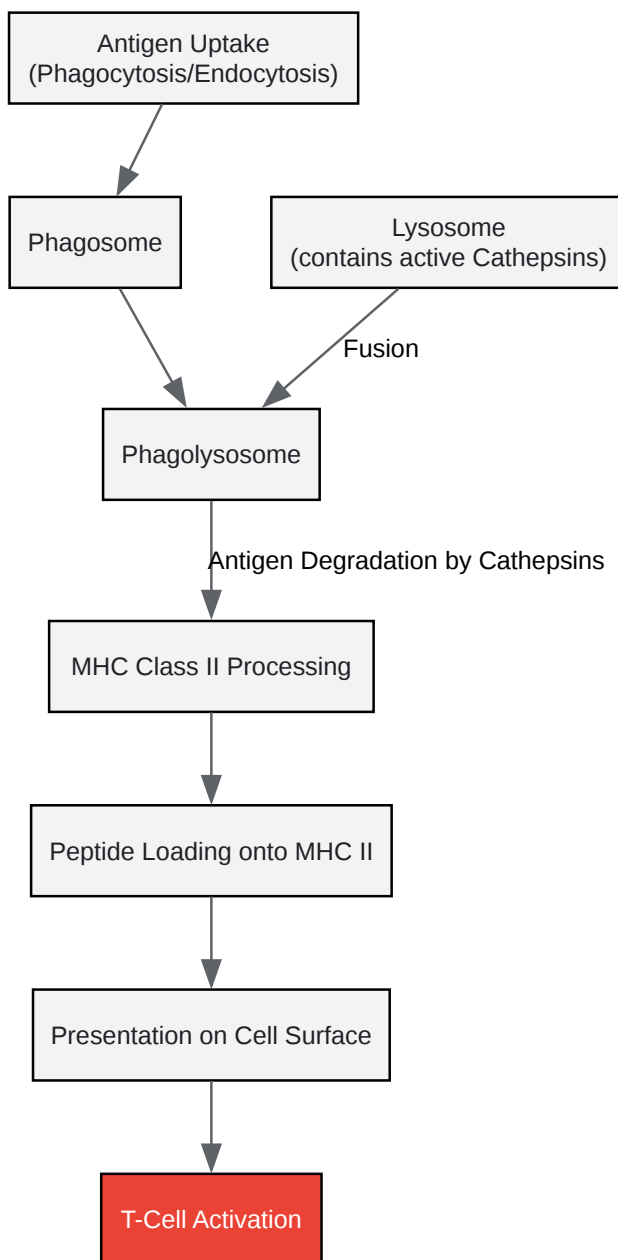 Antigen Uptake
(Phagocytosis/Endocytosis)
Phagosome
Lysosome
(contains active Cathepsins)
Fusion
Phagolysosome
Antigen Degradation by Cathepsins
MHC Class II Processing
Peptide Loading onto MHC II
Presentation on Cell Surface
T-Cell Activation